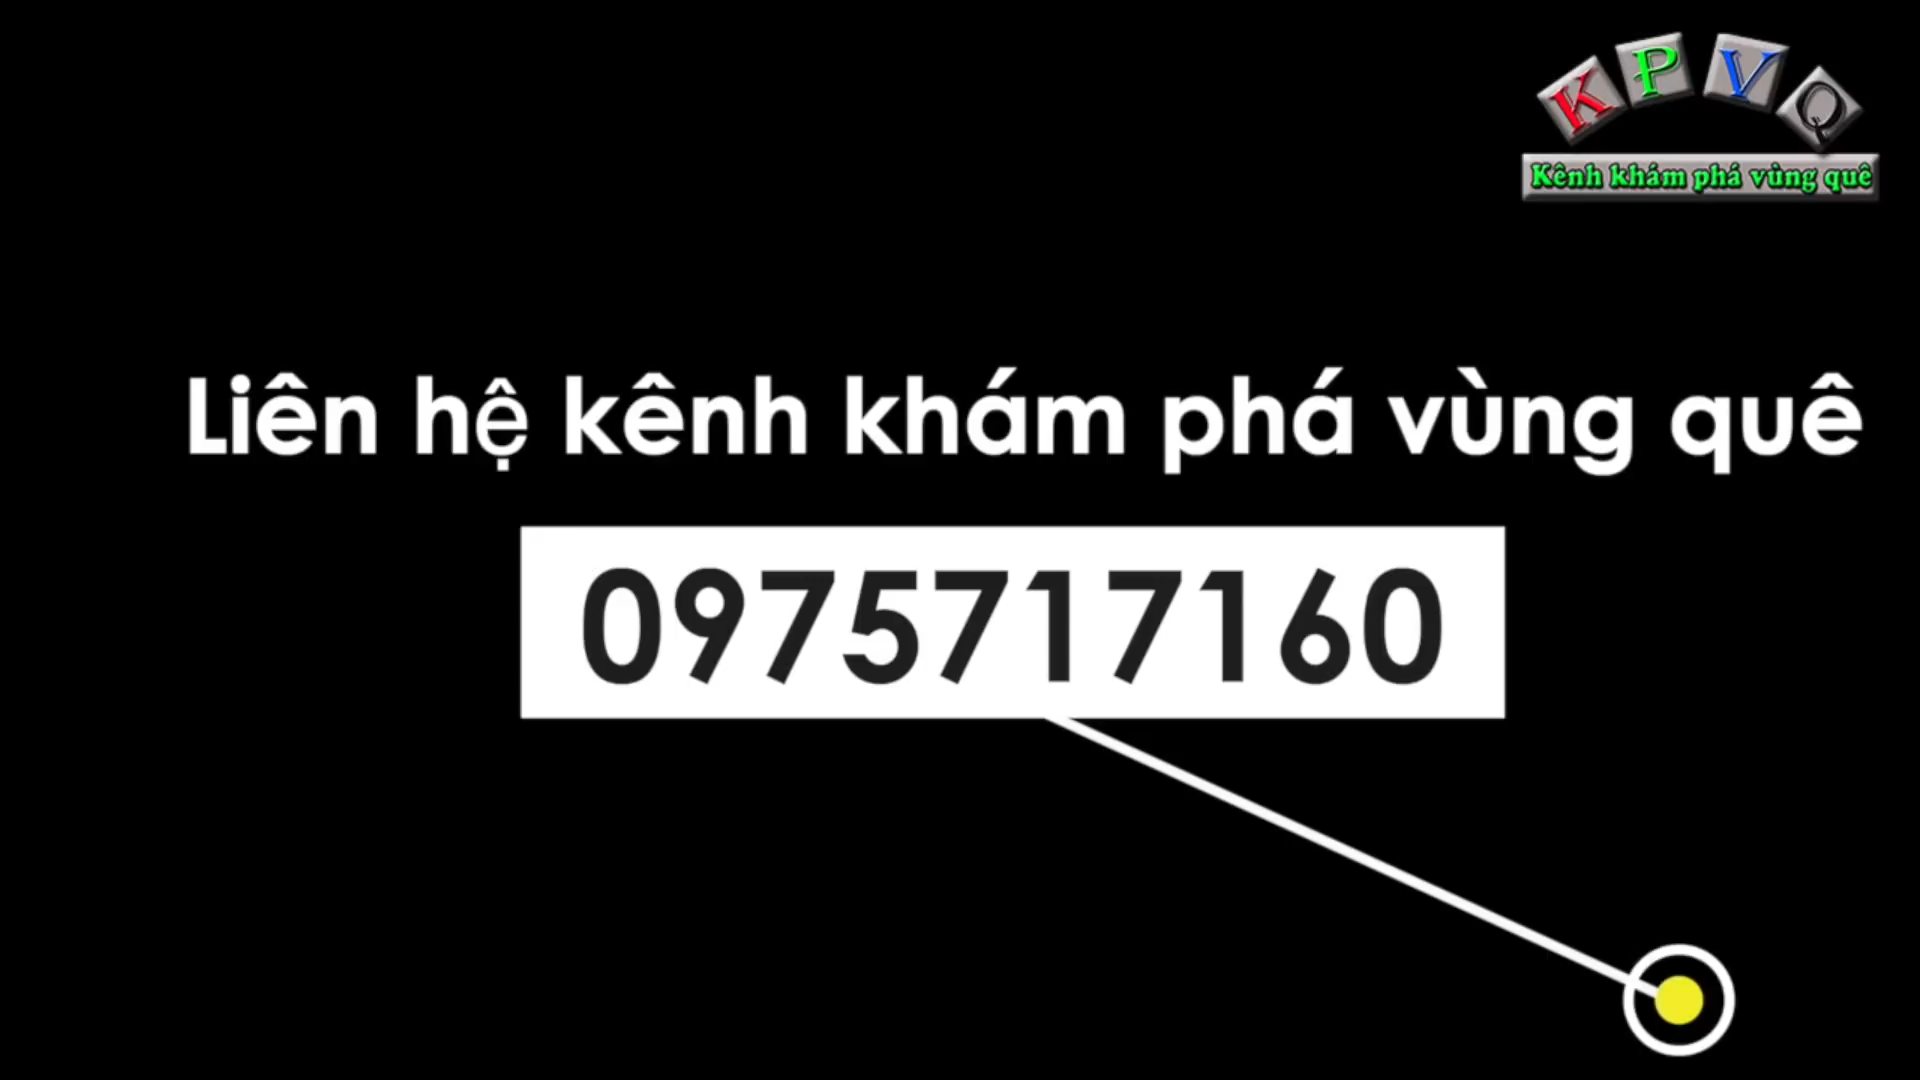 KPVQ
Kênh khám phá vùng quê
Liên hệ kênh khám phá vùng quê
0975717160